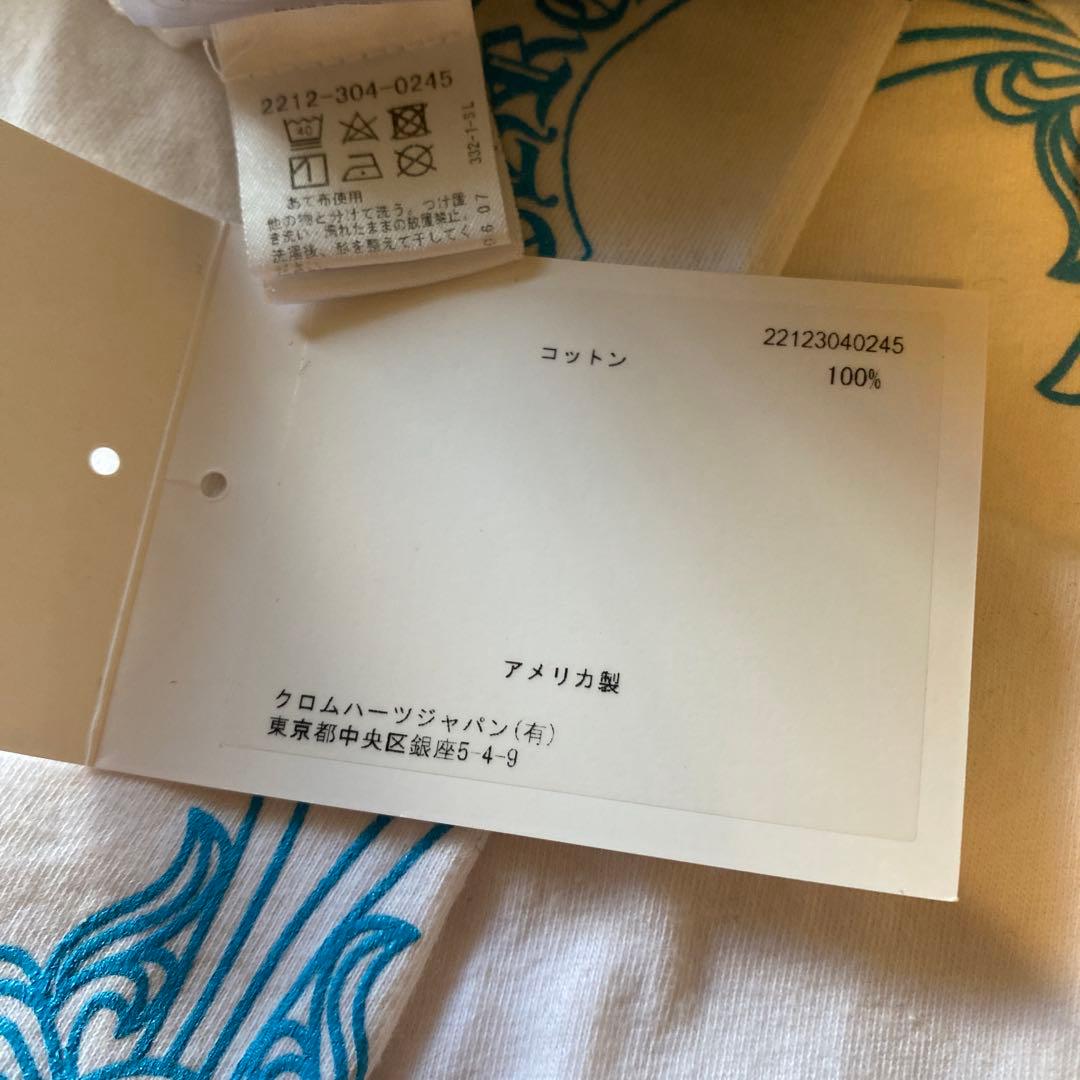 2212-304-0245
40
332-1-SL
あて布使用
他の物と分けて洗う。つけ置
き洗い、濡れたままの放置禁止。
洗濯後、形を整えて干してく
06 07
22123040245
コットン
100%
アメリカ製
クロムハーツジャパン(有)
東京都中央区銀座5-4-9